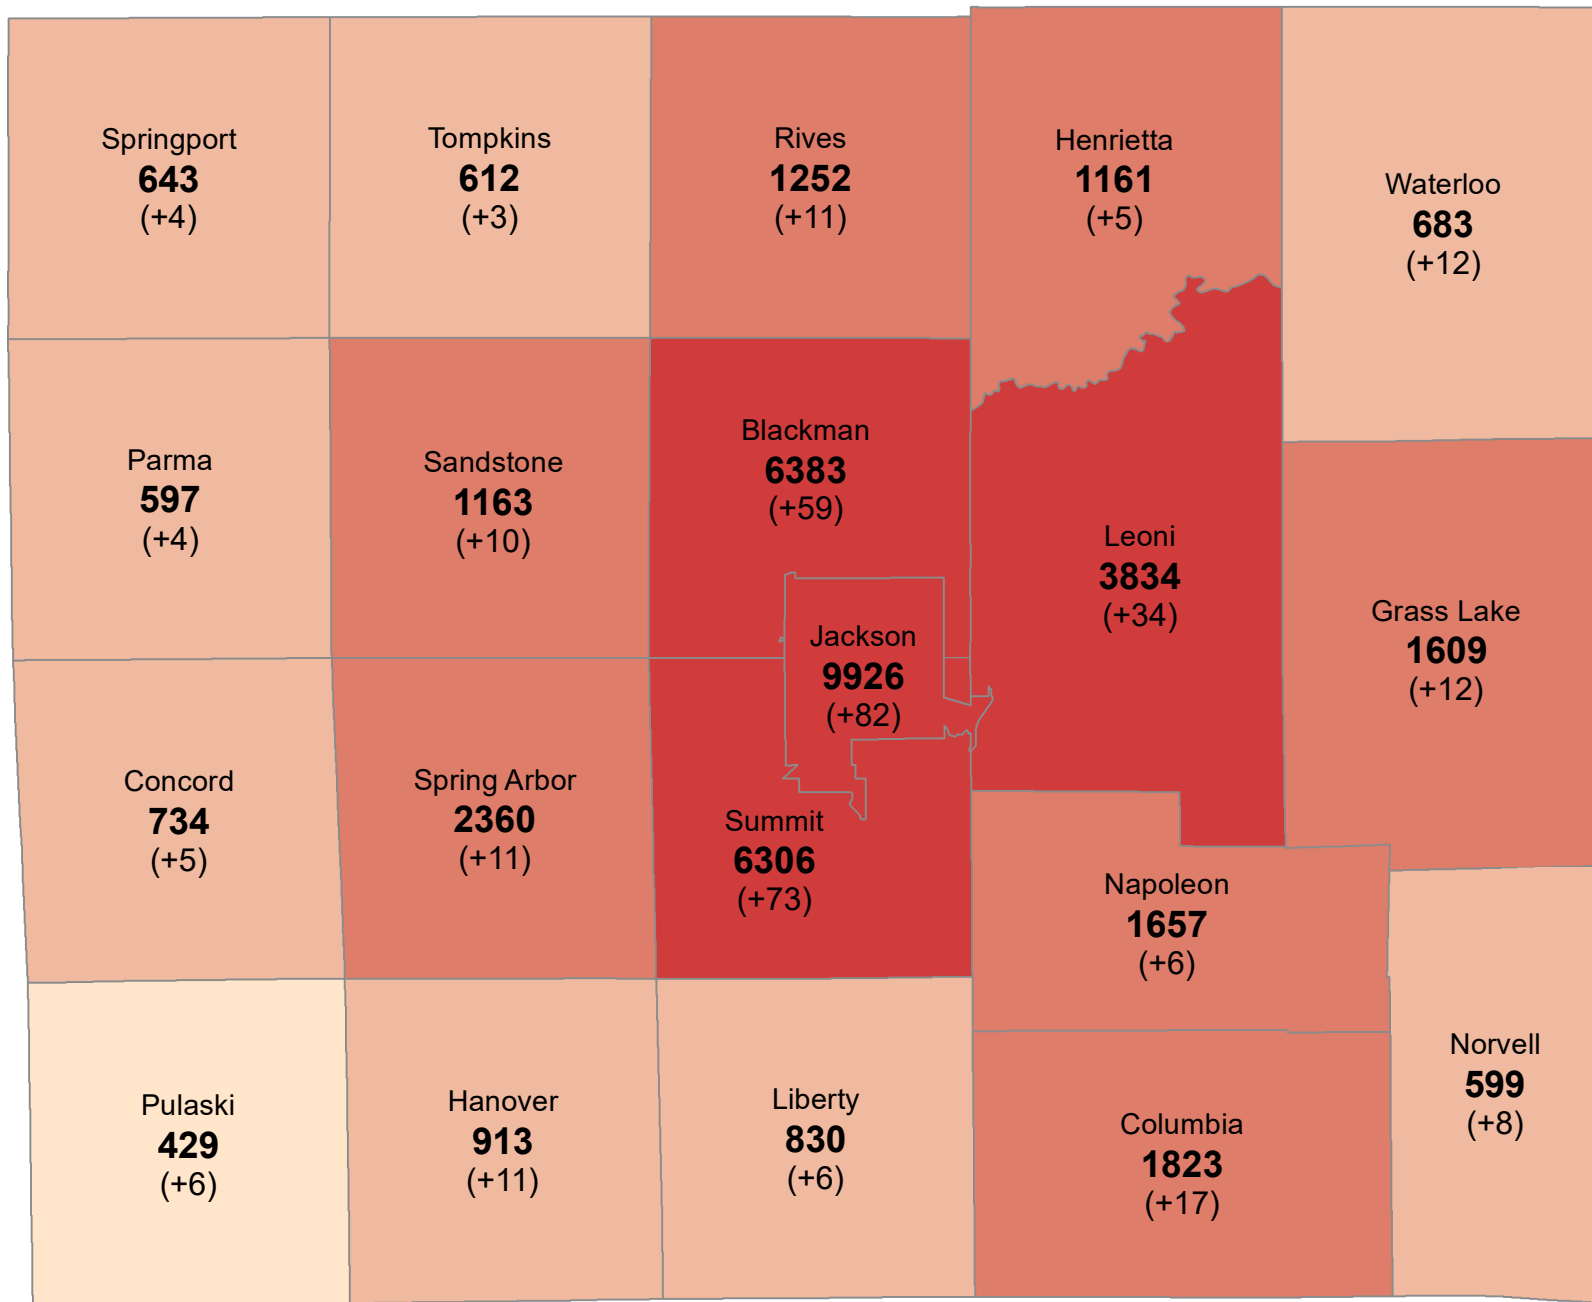 Springport
643
(+4)
Tompkins
612
(+3)
Rives
1252
(+11)
Henrietta
1161
(+5)
Waterloo
683
(+12)
Parma
597
(+4)
Sandstone
1163
(+10)
Blackman
6383
(+59)
Leoni
3834
(+34)
Grass Lake
1609
(+12)
Jackson
9926
(+82)
Concord
734
(+5)
Spring Arbor
2360
(+11)
Summit
6306
(+73)
Napoleon
1657
(+6)
Norvell
599
(+8)
Pulaski
429
(+6)
Hanover
913
(+11)
Liberty
830
(+6)
Columbia
1823
(+17)